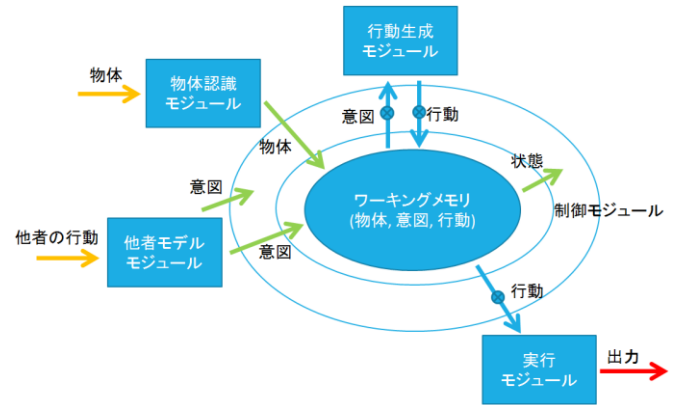 行動生成
モジュール
物体
物体認識
モジュール
意図
行動
物体
状態
意図
ワーキングメモリ
(物体, 意図, 行動)
制御モジュール
他者の行動
他者モデル
モジュール
意図
行動
実行
モジュール
出力